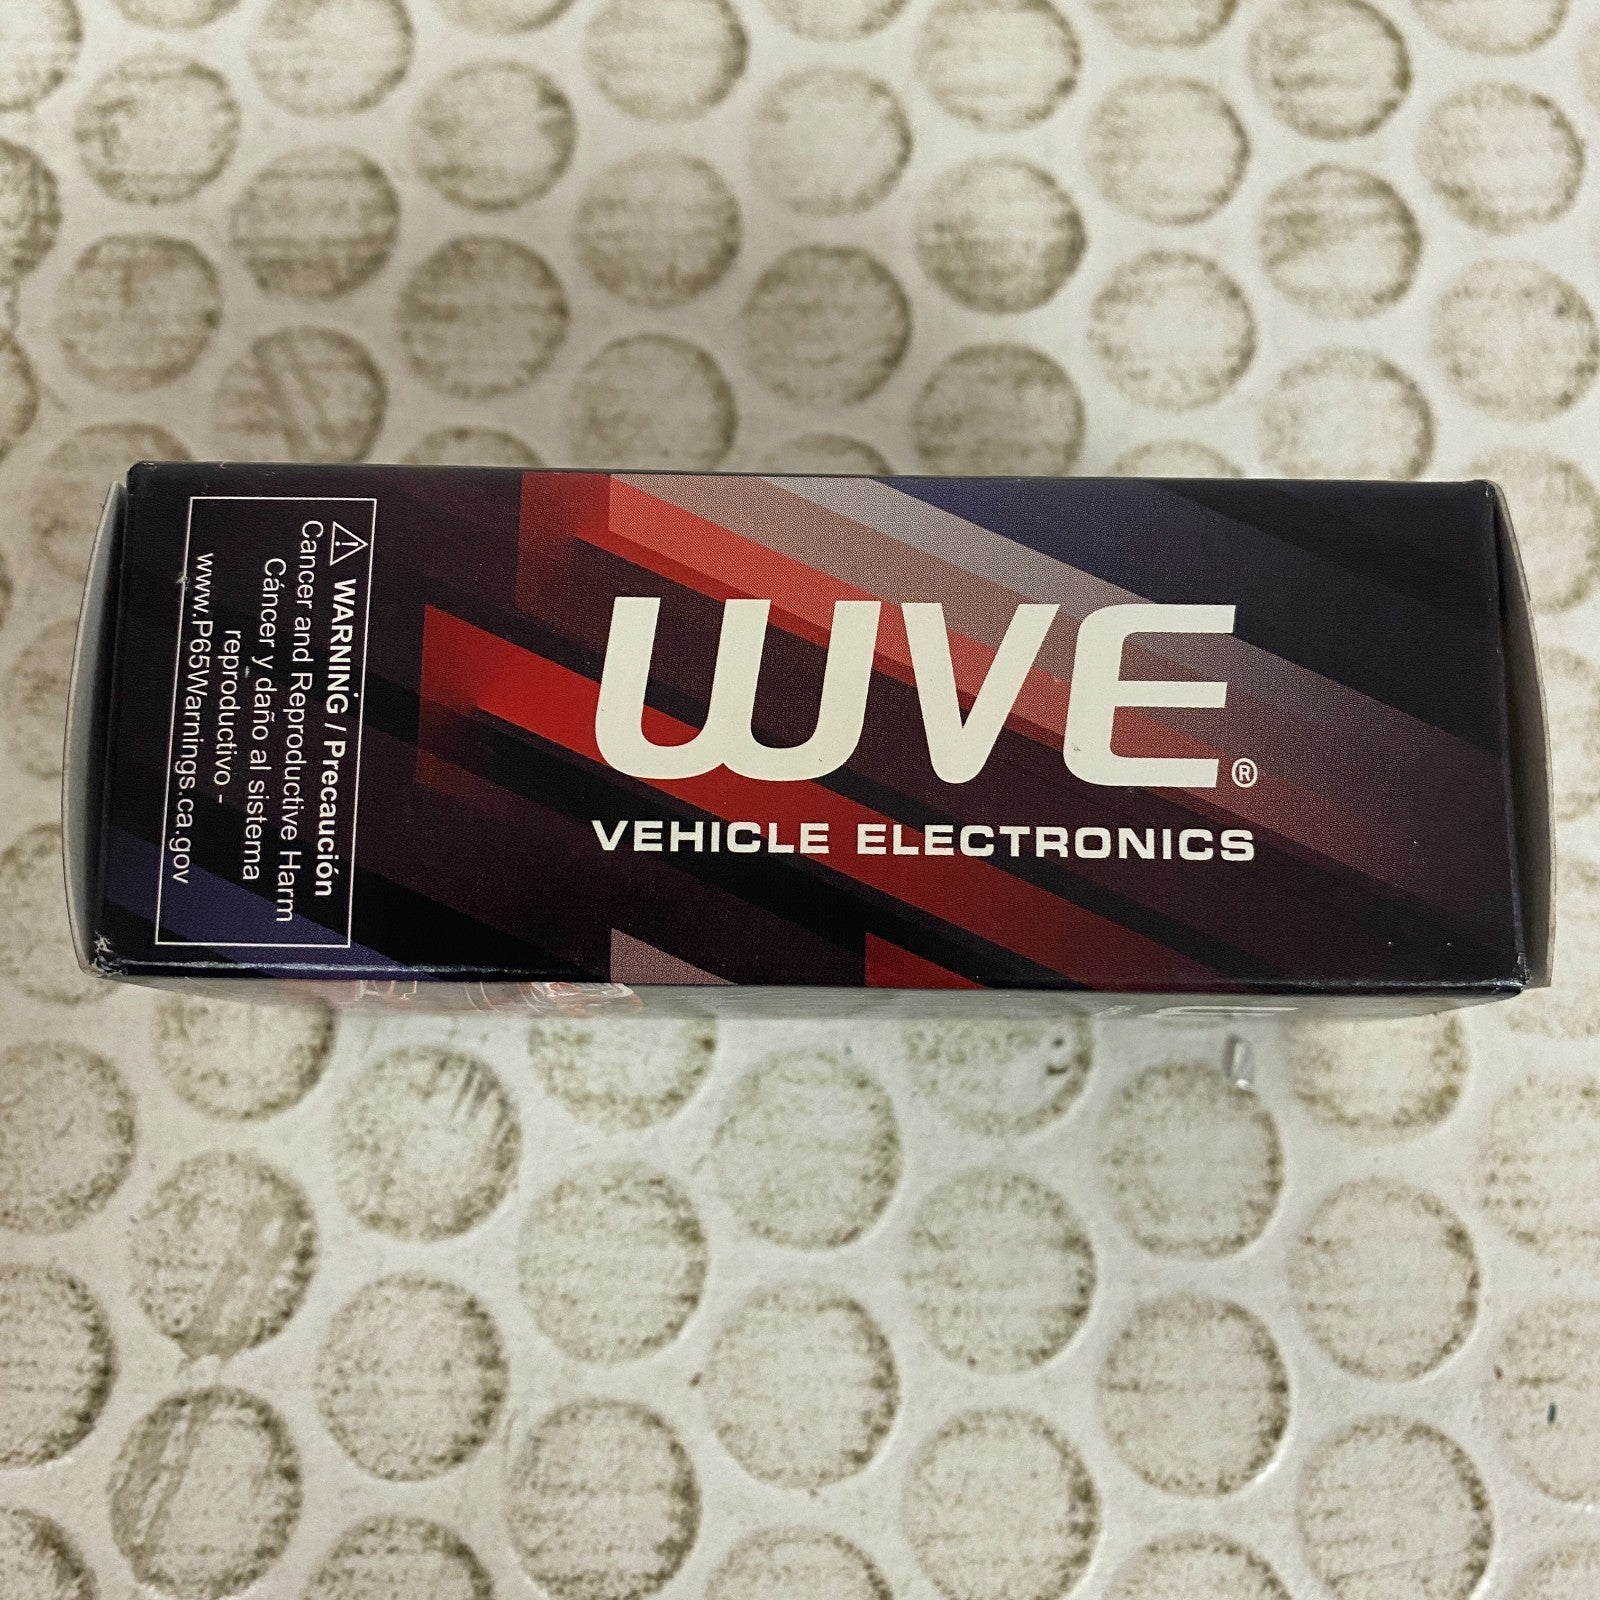 WVE®
VEHICLE ELECTRONICS
⚠ WARNING / Precaución
Cancer and Reproductive Harm
Cáncer y daño al sistema
reproductivo -
www.P65Warnings.ca.gov